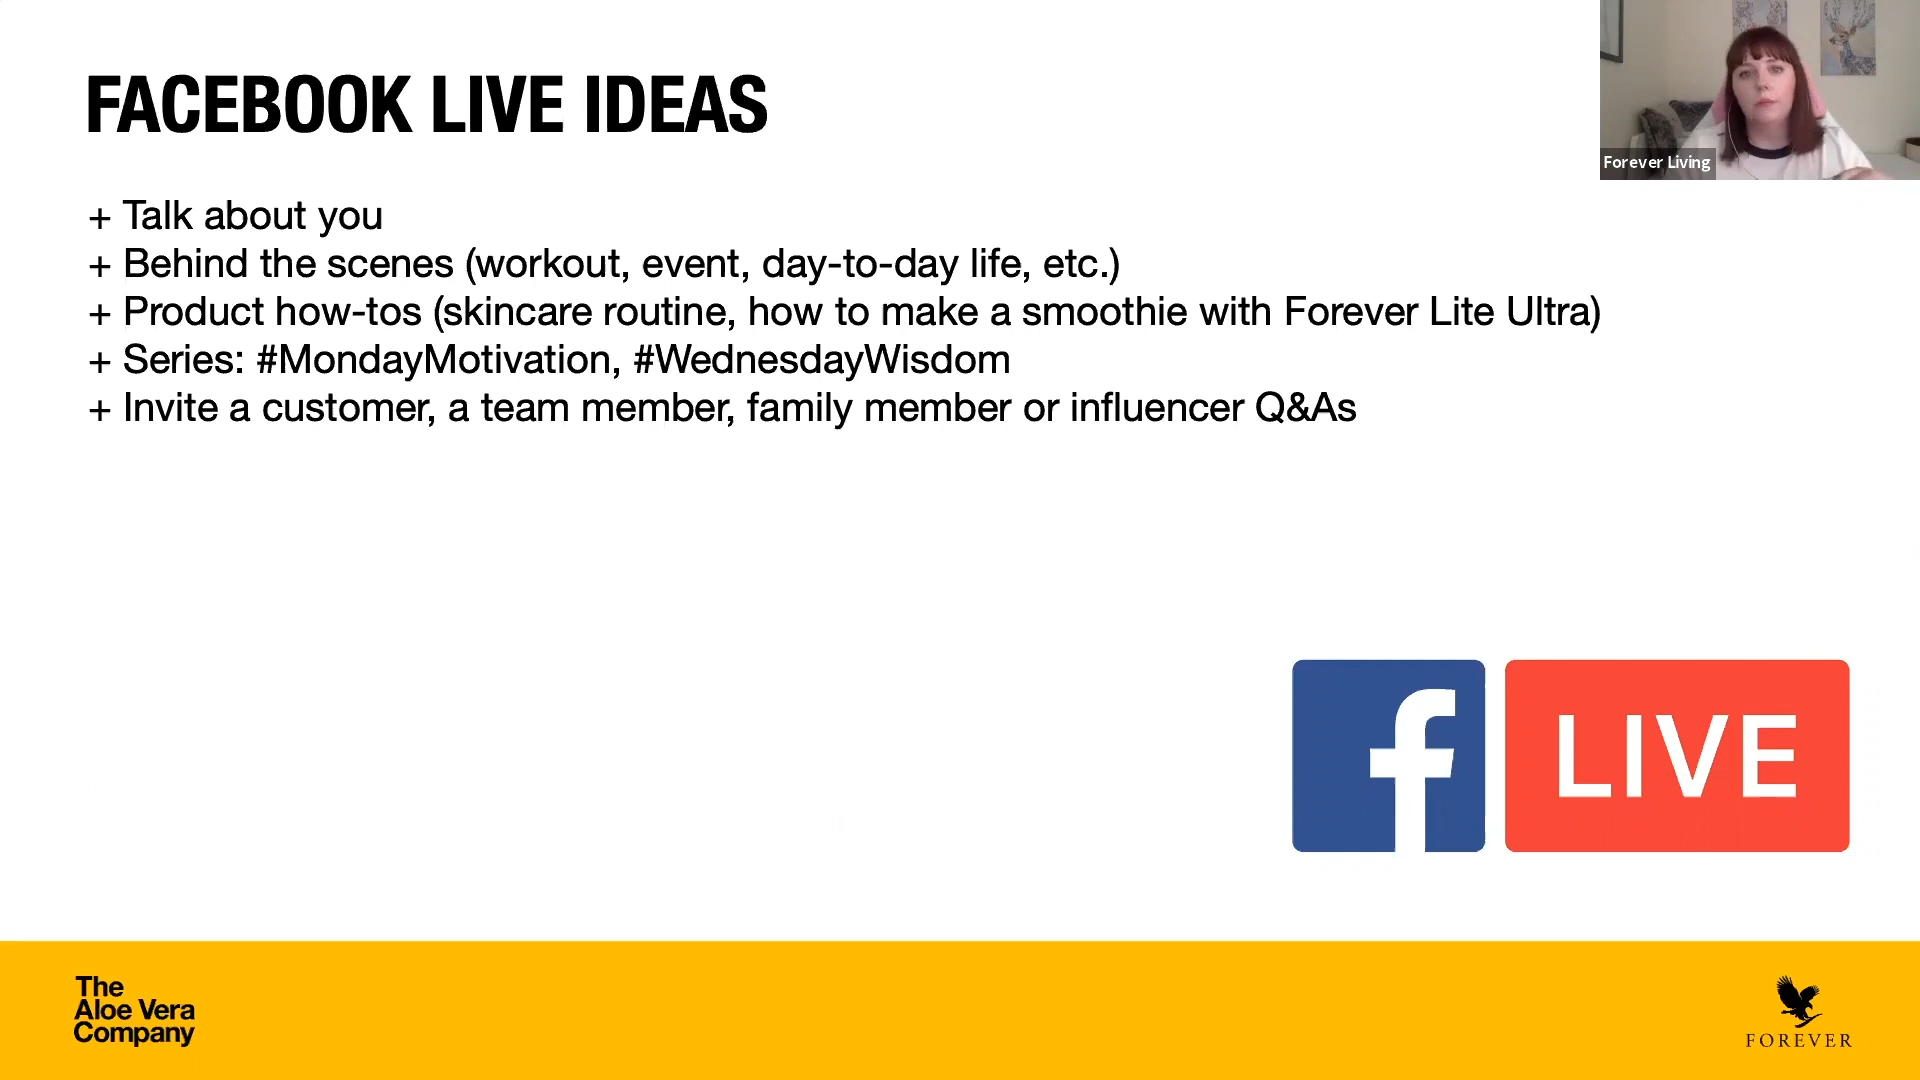 FACEBOOK LIVE IDEAS
Forever Living
+ Talk about you
+ Behind the scenes (workout, event, day-to-day life, etc.)
+ Product how-tos (skincare routine, how to make a smoothie with Forever Lite Ultra)
+ Series: #MondayMotivation, #WednesdayWisdom
+ Invite a customer, a team member, family member or influencer Q&As
f LIVE
The
Aloe Vera
Company
FOREVER